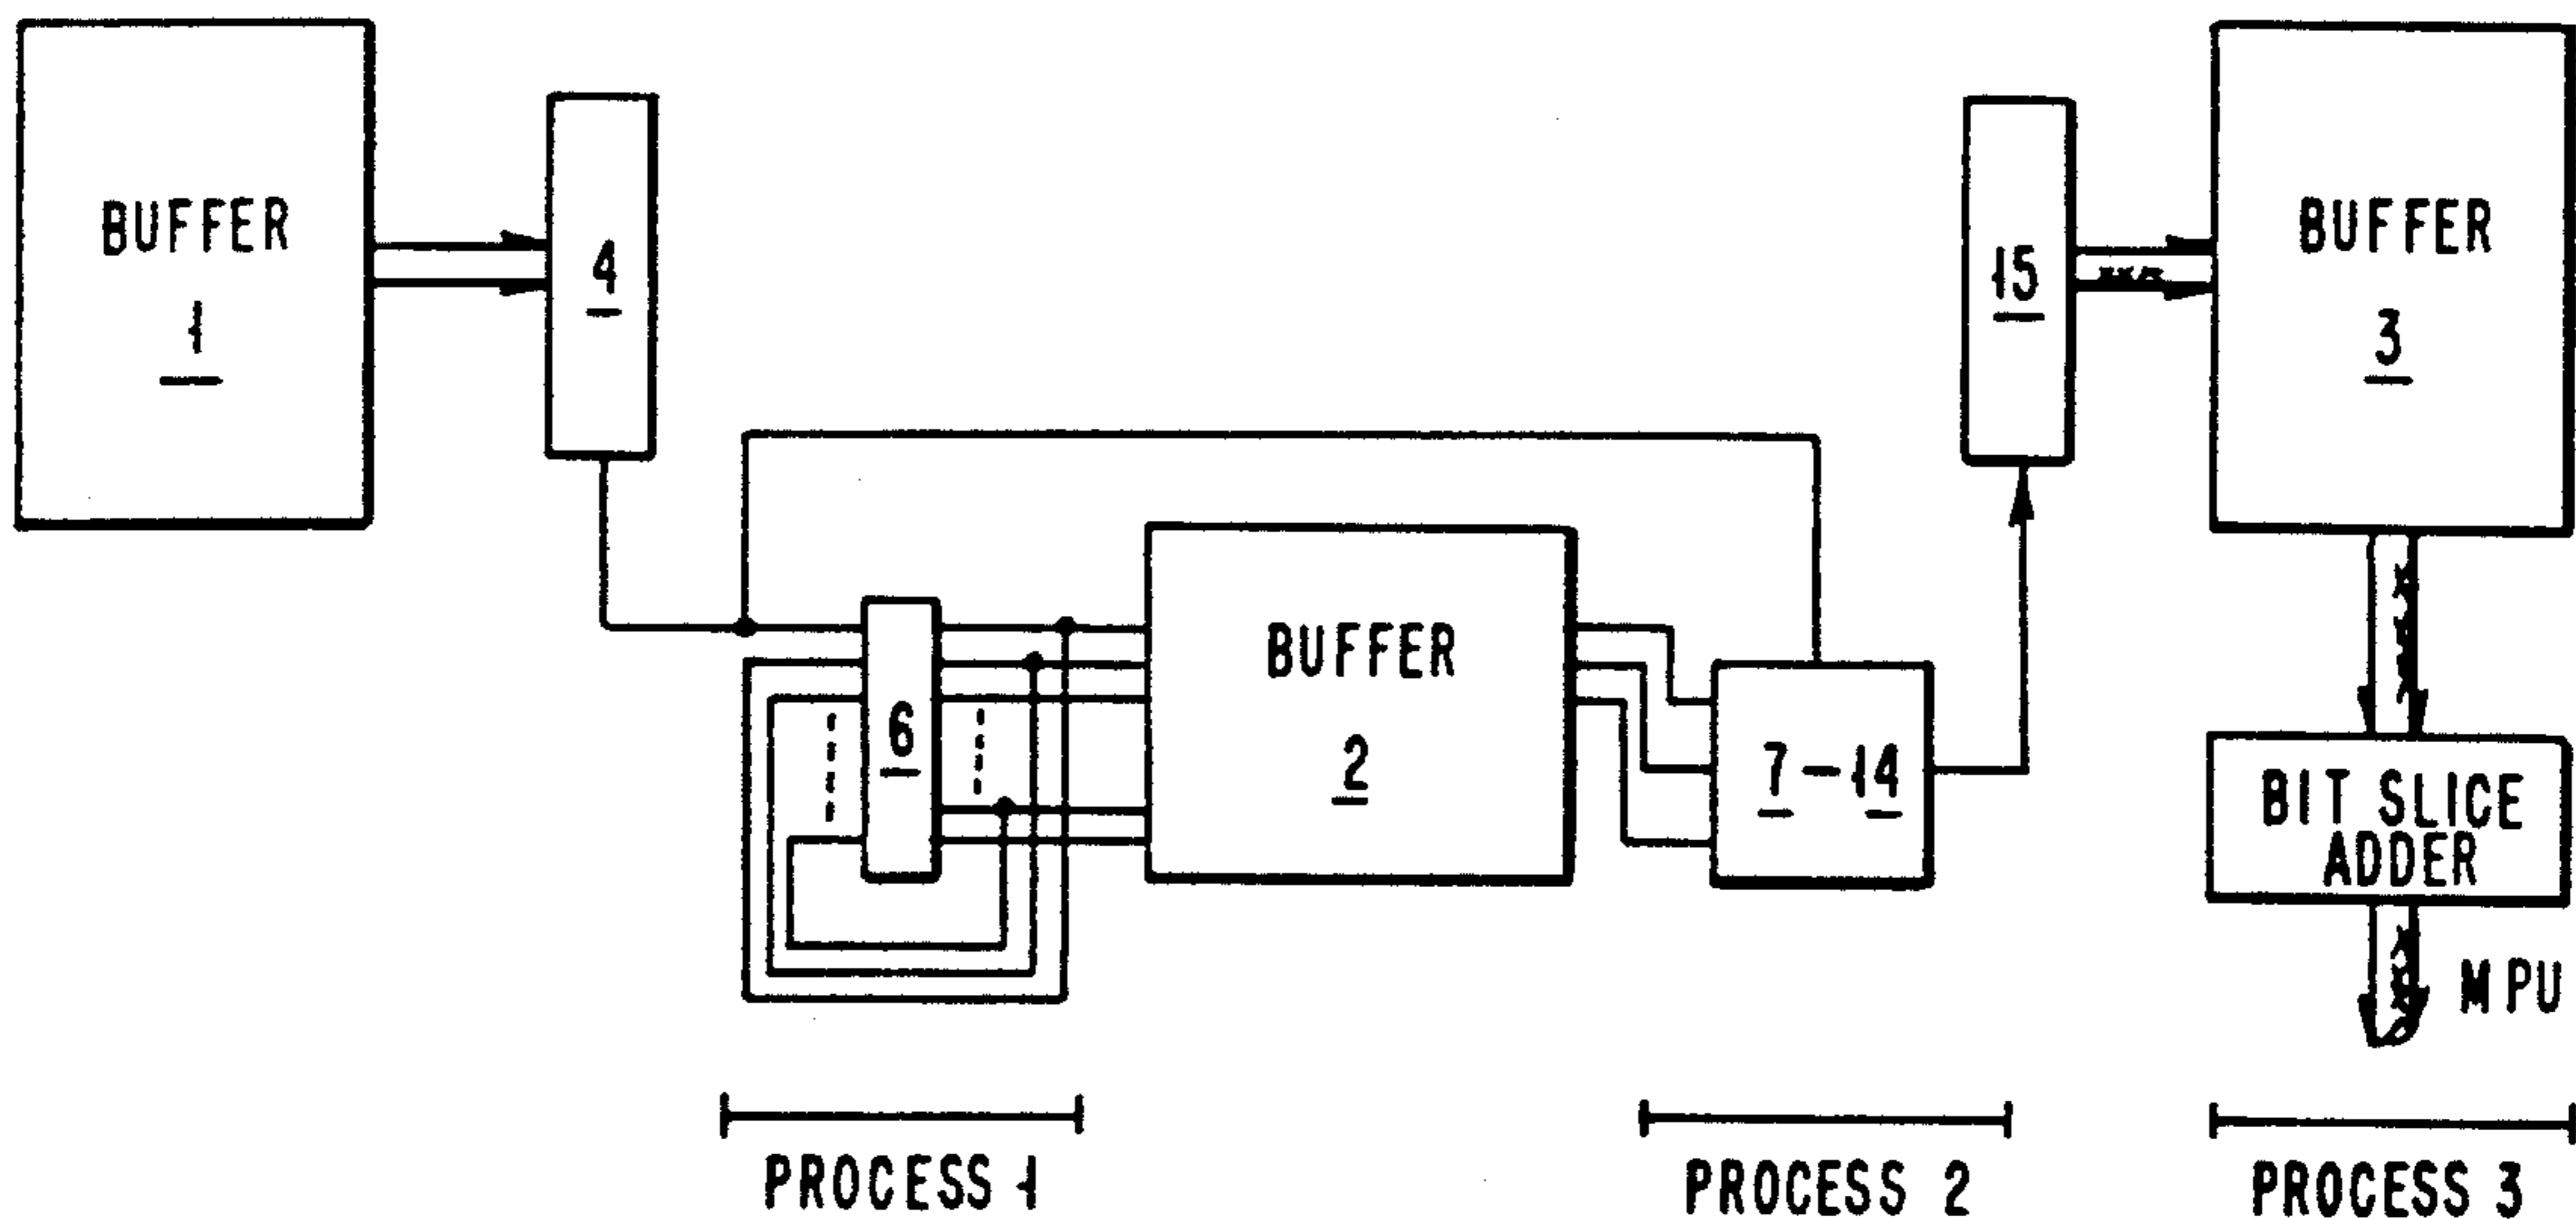 BUFFER
1
4
15
BUFFER
3
6
BUFFER
2
7-14
BIT SLICE
ADDER
MPU
PROCESS 1
PROCESS 2
PROCESS 3